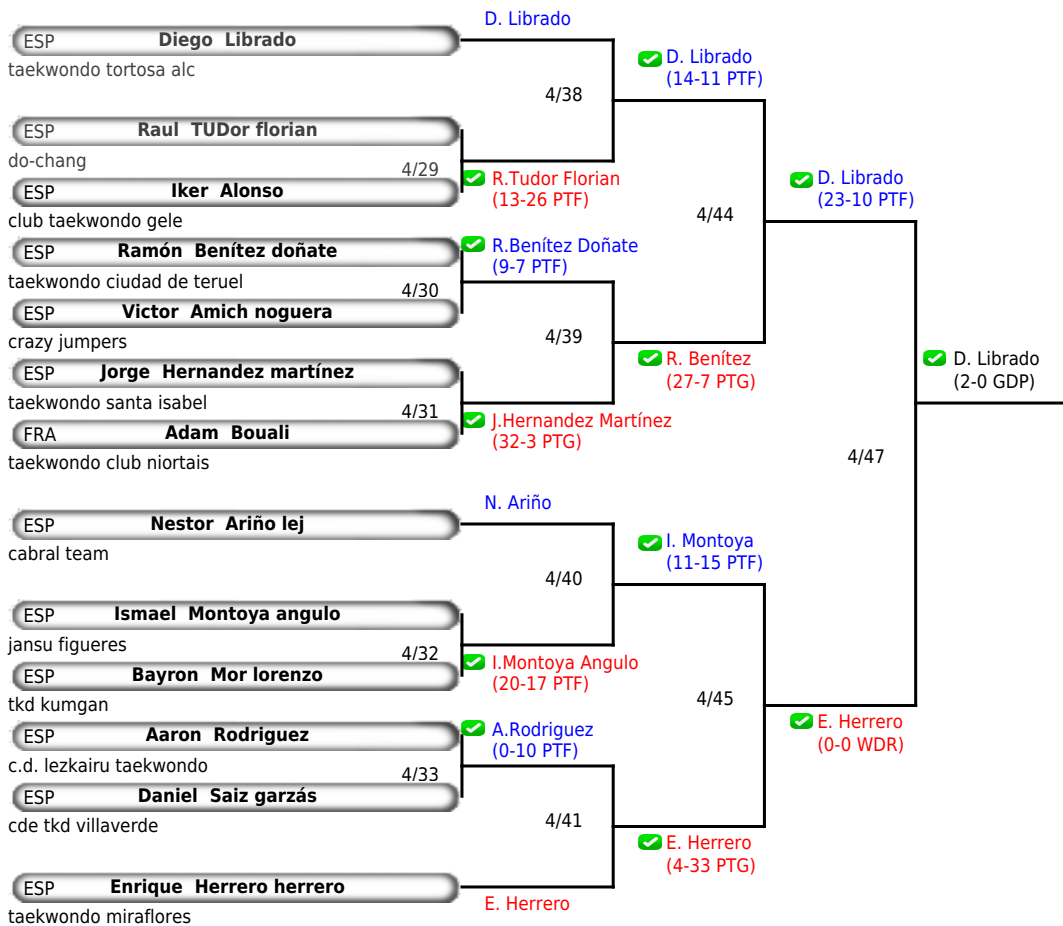 D. Librado
ESP Diego Librado
taekwondo tortosa alc
D. Librado
(14-11 PTF)
4/38
ESP Raul TUDor florian
do-chang
4/29
R.Tudor Florian
(13-26 PTF)
ESP Iker Alonso
club taekwondo gele
D. Librado
(23-10 PTF)
4/44
ESP Ramón Benítez doñate
taekwondo ciudad de teruel
R.Benítez Doñate
(9-7 PTF)
4/30
ESP Victor Amich noguera
crazy jumpers
4/39
R. Benítez
(27-7 PTG)
ESP Jorge Hernandez martínez
taekwondo santa isabel
4/31
J.Hernandez Martínez
(32-3 PTG)
FRA Adam Bouali
taekwondo club niortais
D. Librado
(2-0 GDP)
4/47
N. Ariño
ESP Nestor Ariño lej
cabral team
I. Montoya
(11-15 PTF)
4/40
ESP Ismael Montoya angulo
jansu figueres
4/32
I.Montoya Angulo
(20-17 PTF)
ESP Bayron Mor lorenzo
tkd kumgan
4/45
E. Herrero
(0-0 WDR)
ESP Aaron Rodriguez
c.d. lezkairu taekwondo
A.Rodriguez
(0-10 PTF)
4/33
ESP Daniel Saiz garzás
cde tkd villaverde
4/41
E. Herrero
(4-33 PTG)
ESP Enrique Herrero herrero
taekwondo miraflores
E. Herrero